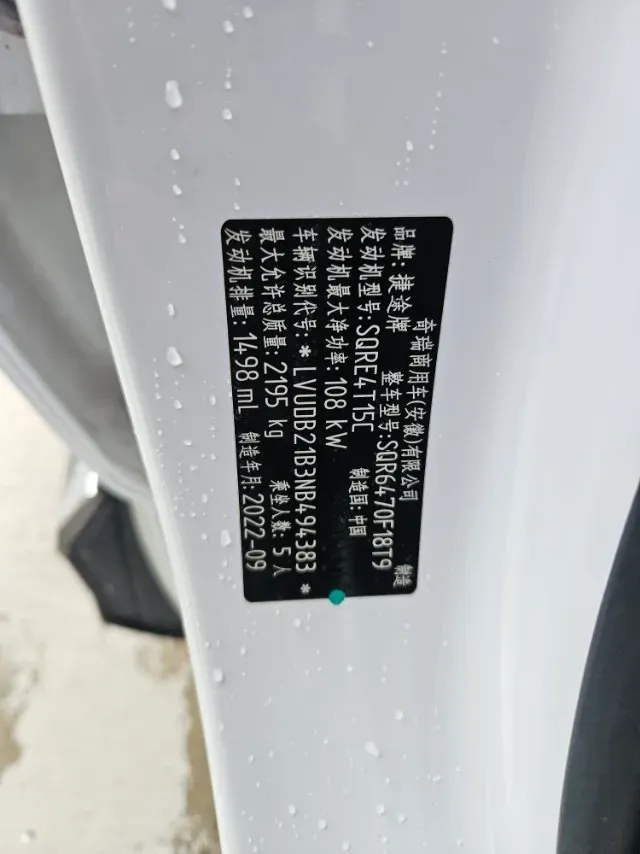 奇瑞商用车(安徽)有限公司 制造
品牌:捷途牌 整车型号:SQR6470F18T9
发动机型号:SQRE4T15C 制造国:中国
发动机最大净功率:108 kW
车辆识别代号:* LVUDB21B3NB494383 *
最大允许总质量:2195 kg 乘坐人数:5人
发动机排量:1498 mL 制造年月:2022-09